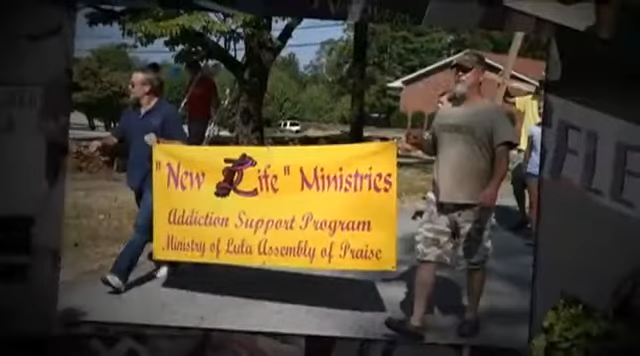 "New Life" Ministries
Addiction Support Program
Ministry of Lula Assembly of Praise